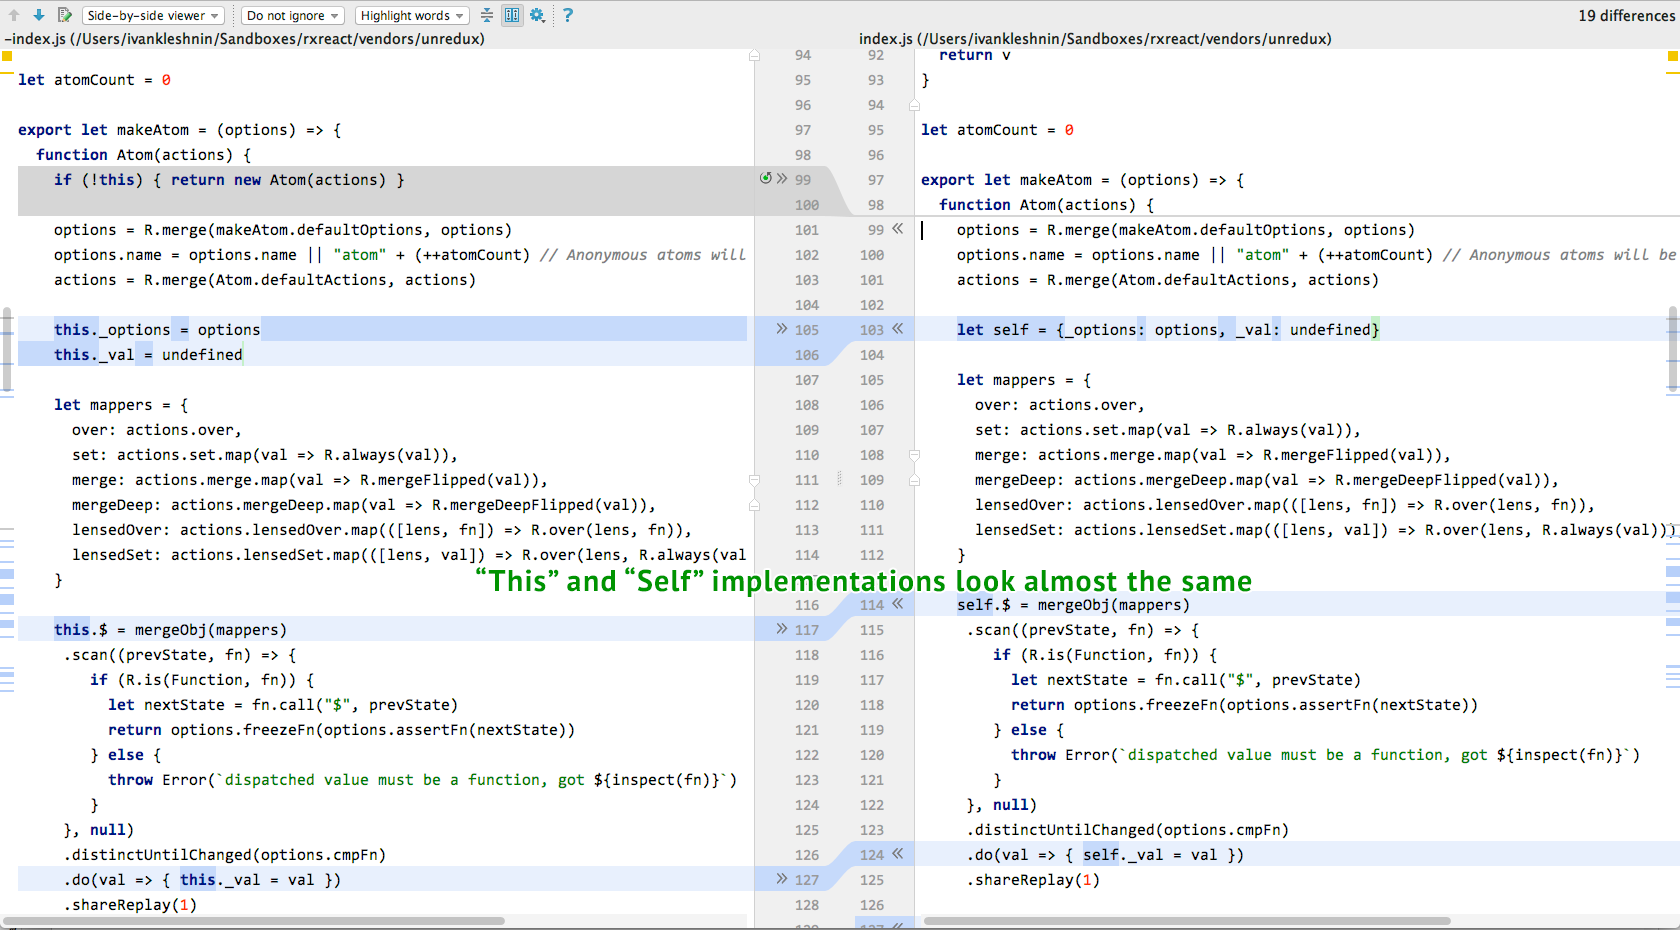 Side-by-side viewer
Do not ignore
Highlight words
?
19 differences
–index.js (/Users/ivankleshnin/Sandboxes/rxreact/vendors/unredux)
index.js (/Users/ivankleshnin/Sandboxes/rxreact/vendors/unredux)
94
let atomCount = 0 95
96
export let makeAtom = (options) => { 97
function Atom(actions) { 98
if (!this) { return new Atom(actions) } » 99
100
options = R.merge(makeAtom.defaultOptions, options) 101
options.name = options.name || "atom" + (++atomCount) // Anonymous atoms will 102
actions = R.merge(Atom.defaultActions, actions) 103
104
this._options = options » 105
this._val = undefined 106
107
let mappers = { 108
over: actions.over, 109
set: actions.set.map(val => R.always(val)), 110
merge: actions.merge.map(val => R.mergeFlipped(val)), 111
mergeDeep: actions.mergeDeep.map(val => R.mergeDeepFlipped(val)), 112
lensedOver: actions.lensedOver.map(([lens, fn]) => R.over(lens, fn)), 113
lensedSet: actions.lensedSet.map(([lens, val]) => R.over(lens, R.always(val 114
}
116
this.$ = mergeObj(mappers) » 117
.scan((prevState, fn) => { 118
if (R.is(Function, fn)) { 119
let nextState = fn.call("$", prevState) 120
return options.freezeFn(options.assertFn(nextState)) 121
} else { 122
throw Error(`dispatched value must be a function, got ${inspect(fn)}`) 123
} 124
}, null) 125
.distinctUntilChanged(options.cmpFn) 126
.do(val => { this._val = val }) » 127
.shareReplay(1) 128
92 return v
93 }
94
95 let atomCount = 0
96
97 export let makeAtom = (options) => {
98 function Atom(actions) {
99 « options = R.merge(makeAtom.defaultOptions, options)
100 options.name = options.name || "atom" + (++atomCount) // Anonymous atoms will be
101 actions = R.merge(Atom.defaultActions, actions)
102
103 « let self = {_options: options, _val: undefined}
104
105 let mappers = {
106 over: actions.over,
107 set: actions.set.map(val => R.always(val)),
108 merge: actions.merge.map(val => R.mergeFlipped(val)),
109 mergeDeep: actions.mergeDeep.map(val => R.mergeDeepFlipped(val)),
110 lensedOver: actions.lensedOver.map(([lens, fn]) => R.over(lens, fn)),
111 lensedSet: actions.lensedSet.map(([lens, val]) => R.over(lens, R.always(val))),
112 }
“This” and “Self” implementations look almost the same
114 « self.$ = mergeObj(mappers)
115 .scan((prevState, fn) => {
116 if (R.is(Function, fn)) {
117 let nextState = fn.call("$", prevState)
118 return options.freezeFn(options.assertFn(nextState))
119 } else {
120 throw Error(`dispatched value must be a function, got ${inspect(fn)}`)
121 }
122 }, null)
123 .distinctUntilChanged(options.cmpFn)
124 « .do(val => { self._val = val })
125 .shareReplay(1)
126